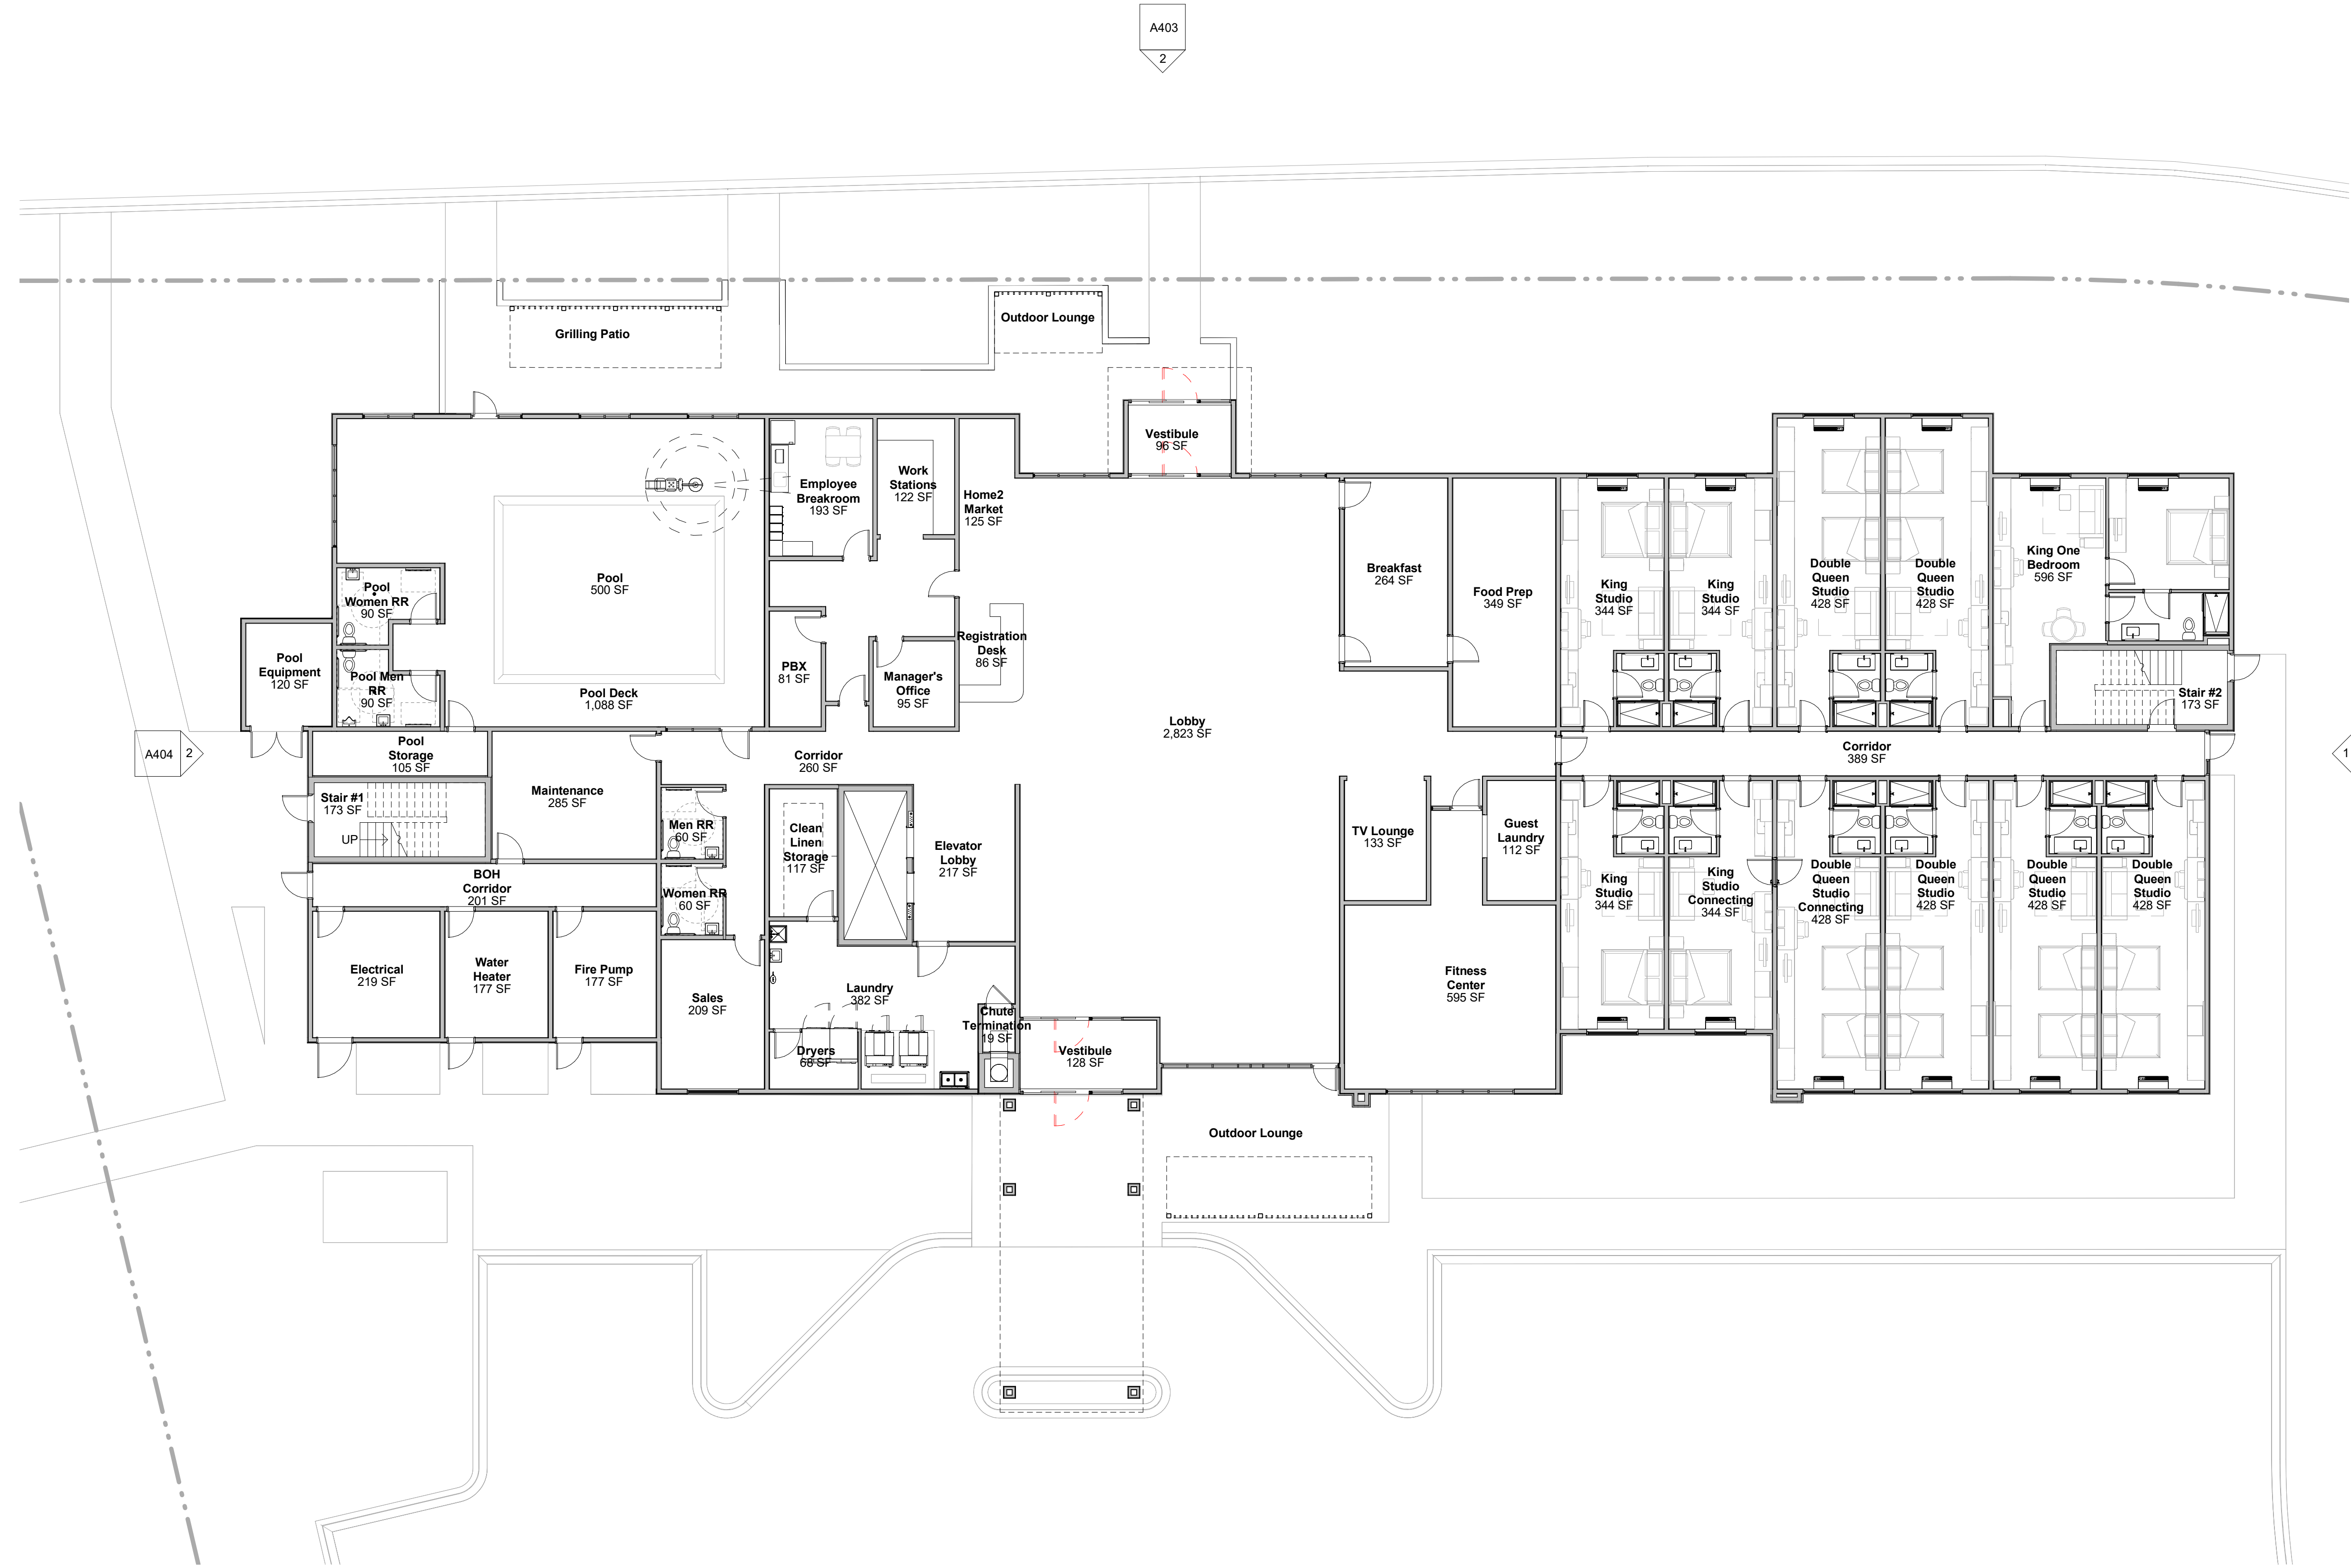 A403
2
Grilling Patio
Outdoor Lounge
Vestibule
96 SF
Employee
Breakroom
193 SF
Work
Stations
122 SF
Home2
Market
125 SF
Pool
500 SF
Pool
Women RR
90 SF
Pool
Equipment
120 SF
Pool Men
RR
90 SF
Pool Deck
1,088 SF
PBX
81 SF
Manager's
Office
95 SF
Registration
Desk
86 SF
Lobby
2,823 SF
Breakfast
264 SF
Food Prep
349 SF
King
Studio
344 SF
King
Studio
344 SF
Double
Queen
Studio
428 SF
Double
Queen
Studio
428 SF
King One
Bedroom
596 SF
Stair #2
173 SF
A404
2
1
Pool
Storage
105 SF
Corridor
260 SF
Corridor
389 SF
Stair #1
173 SF
UP
Maintenance
285 SF
Men RR
60 SF
Clean
Linen
Storage
117 SF
Elevator
Lobby
217 SF
TV Lounge
133 SF
Guest
Laundry
112 SF
BOH
Corridor
201 SF
Women RR
60 SF
King
Studio
344 SF
King
Studio
Connecting
344 SF
Double
Queen
Studio
Connecting
428 SF
Double
Queen
Studio
428 SF
Double
Queen
Studio
428 SF
Double
Queen
Studio
428 SF
Electrical
219 SF
Water
Heater
177 SF
Fire Pump
177 SF
Sales
209 SF
Laundry
382 SF
Chute
Termination
19 SF
Dryers
68 SF
Vestibule
128 SF
Fitness
Center
595 SF
Outdoor Lounge